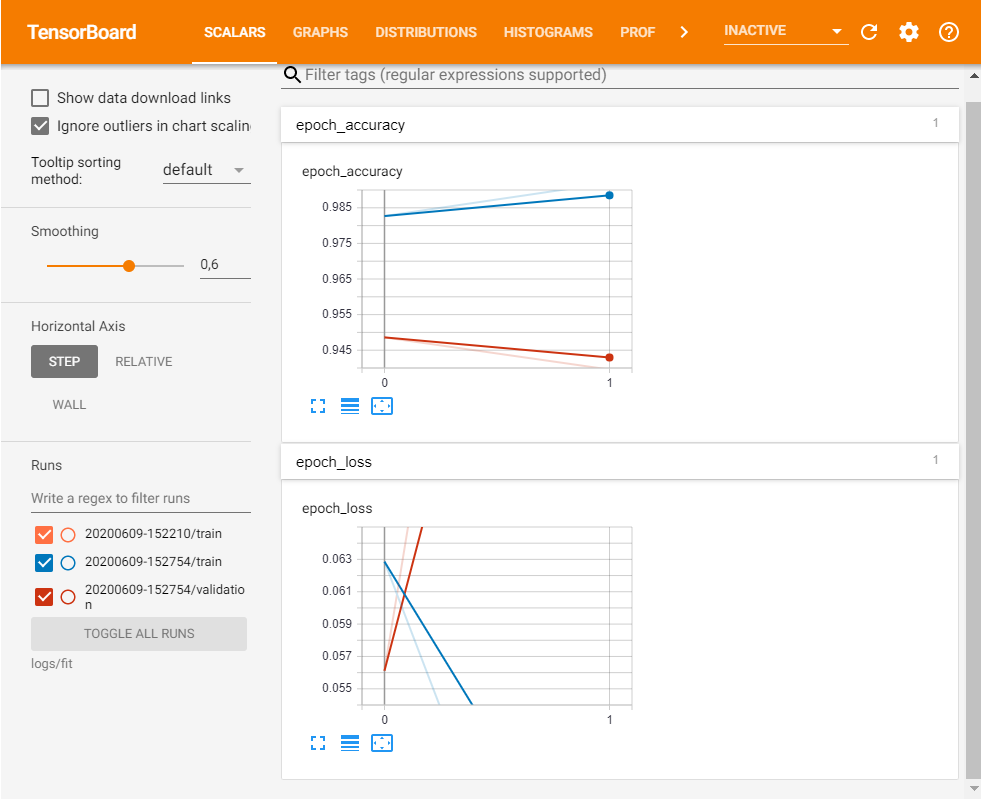 TensorBoard
SCALARS GRAPHS DISTRIBUTIONS HISTOGRAMS PROF
INACTIVE
Show data download links
Ignore outliers in chart scalin
Tooltip sorting
method:
default
Smoothing
0,6
Horizontal Axis
STEP RELATIVE
WALL
Runs
Write a regex to filter runs
20200609-152210/train
20200609-152754/train
20200609-152754/validatio
n
TOGGLE ALL RUNS
logs/fit
Filter tags (regular expressions supported)
epoch_accuracy 1
epoch_accuracy
0.985
0.975
0.965
0.955
0.945
0 1
epoch_loss 1
epoch_loss
0.063
0.061
0.059
0.057
0.055
0 1